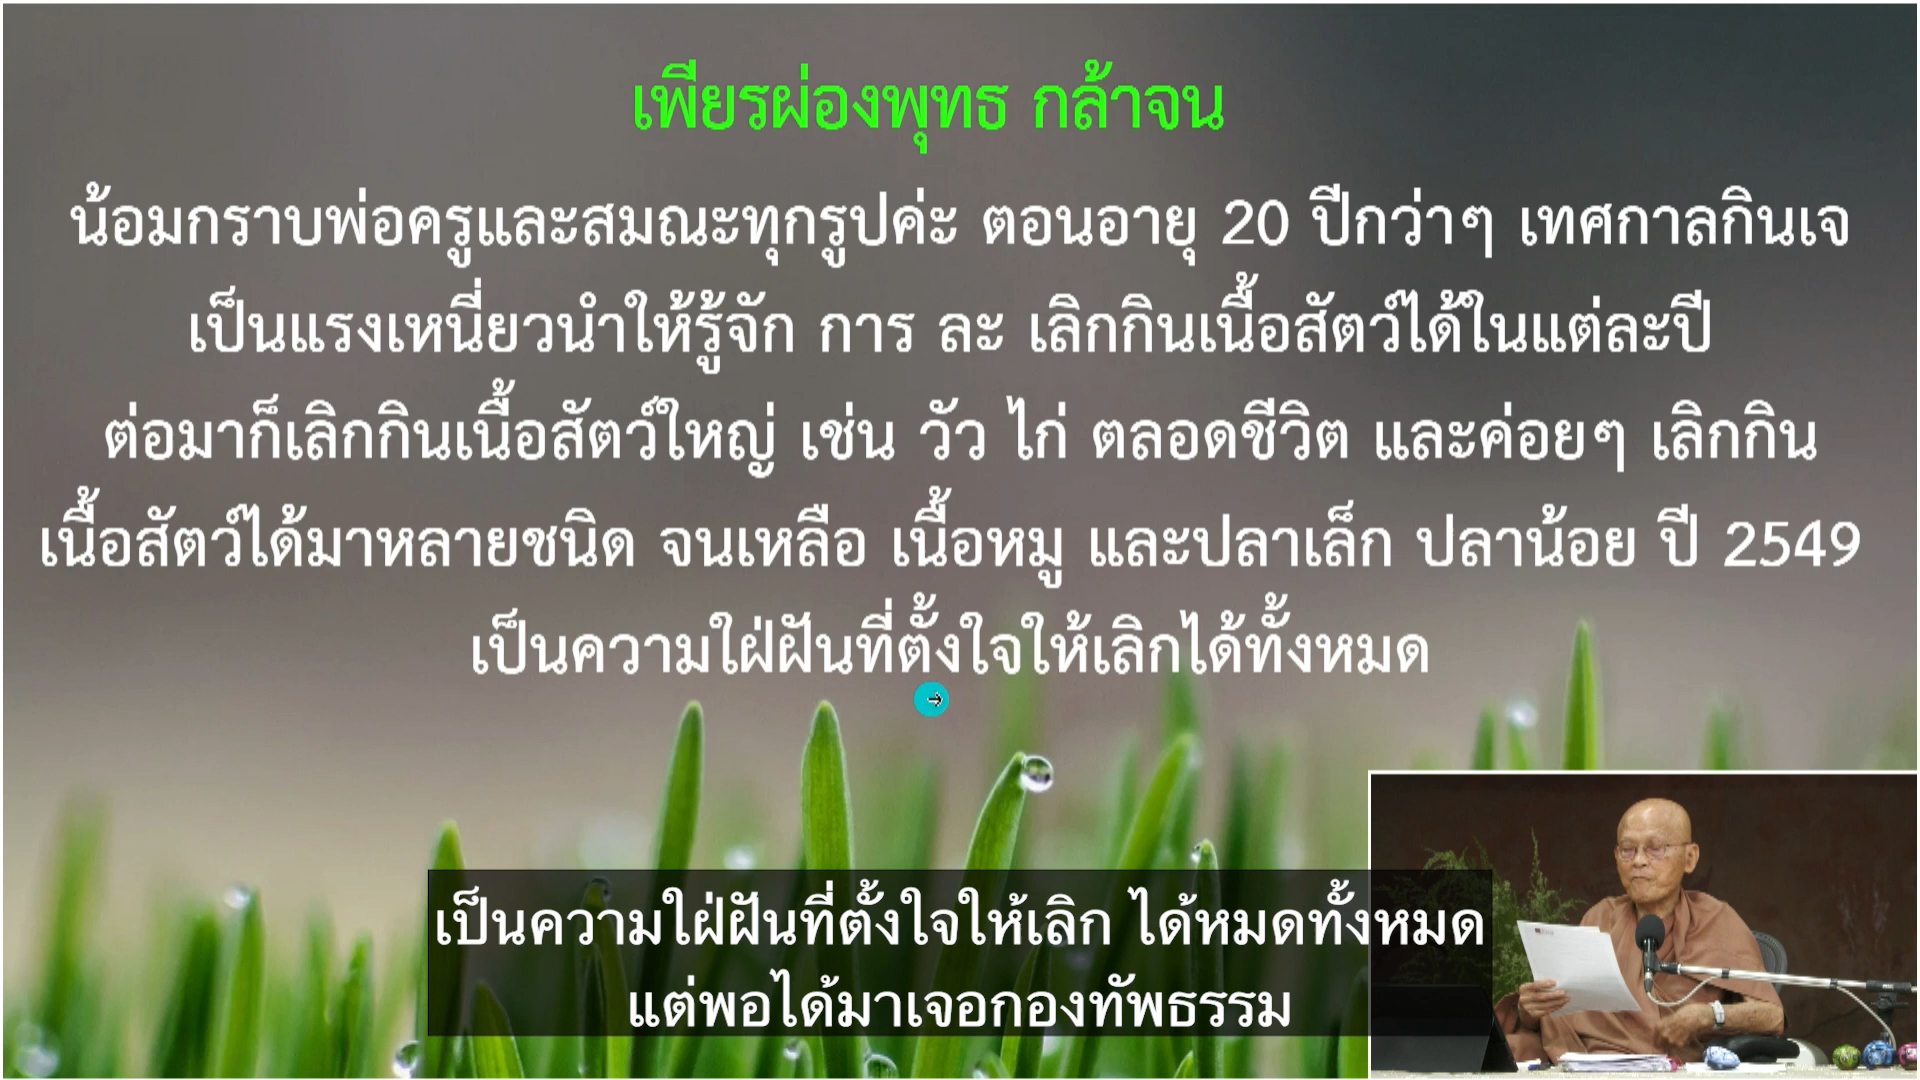 เพียรผ่องพุทธ กล้าจน
น้อมกราบพ่อครูและสมณะทุกรูปค่ะ ตอนอายุ 20 ปีกว่าๆ เทศกาลกินเจ
เป็นแรงเหนี่ยวนำให้รู้จัก การ ละ เลิกกินเนื้อสัตว์ได้ในแต่ละปี
ต่อมาก็เลิกกินเนื้อสัตว์ใหญ่ เช่น วัว ไก่ ตลอดชีวิต และค่อยๆ เลิกกิน
เนื้อสัตว์ได้มาหลายชนิด จนเหลือ เนื้อหมู และปลาเล็ก ปลาน้อย ปี 2549
เป็นความใฝ่ฝันที่ตั้งใจให้เลิกได้ทั้งหมด
เป็นความใฝ่ฝันที่ตั้งใจให้เลิก ได้หมดทั้งหมด
แต่พอได้มาเจอกองทัพธรรม